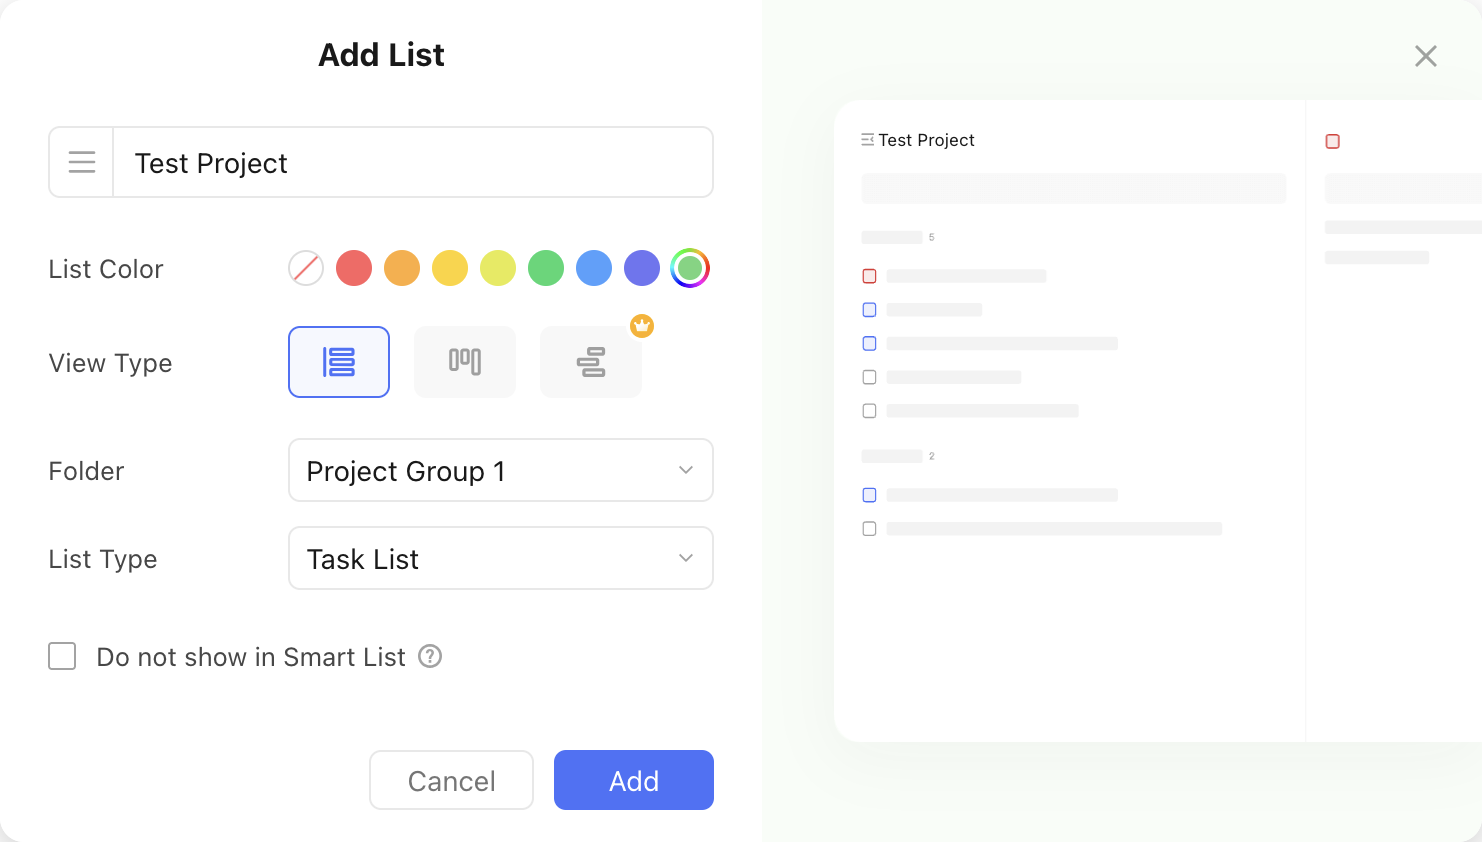 Add List
Test Project
List Color
View Type
Folder
Project Group 1
List Type
Task List
Do not show in Smart List ?
Cancel
Add
Test Project
5
2